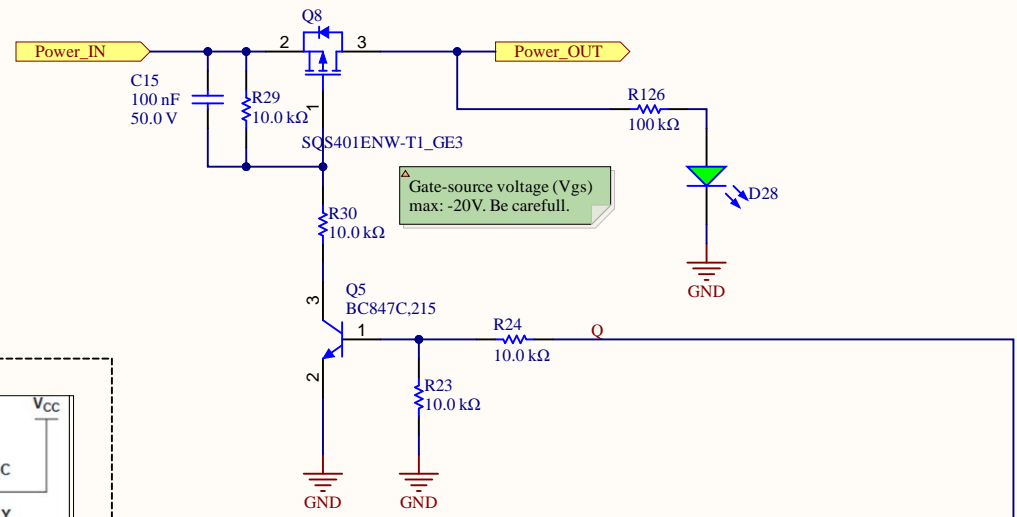 Q8
Power_IN
2
3
Power_OUT
C15
100 nF
50.0 V
R29
10.0 kΩ
1
SQS401ENW-T1_GE3
R126
100 kΩ
Gate-source voltage (Vgs)
max: -20V. Be carefull.
D28
R30
10.0 kΩ
GND
3
Q5
BC847C,215
1
R24
10.0 kΩ
Q
2
R23
10.0 kΩ
VCC
C
X
GND
GND